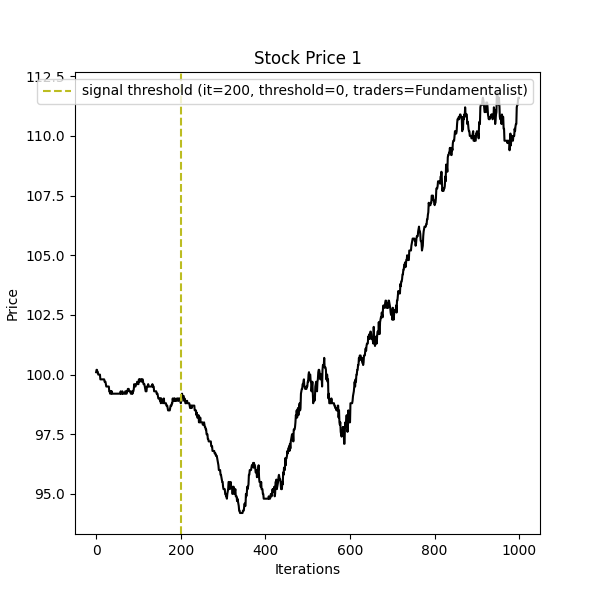 Stock Price 1
signal threshold (it=200, threshold=0, traders=Fundamentalist)
112.5
110.0
107.5
105.0
102.5
100.0
97.5
95.0
Price
0 200 400 600 800 1000
Iterations